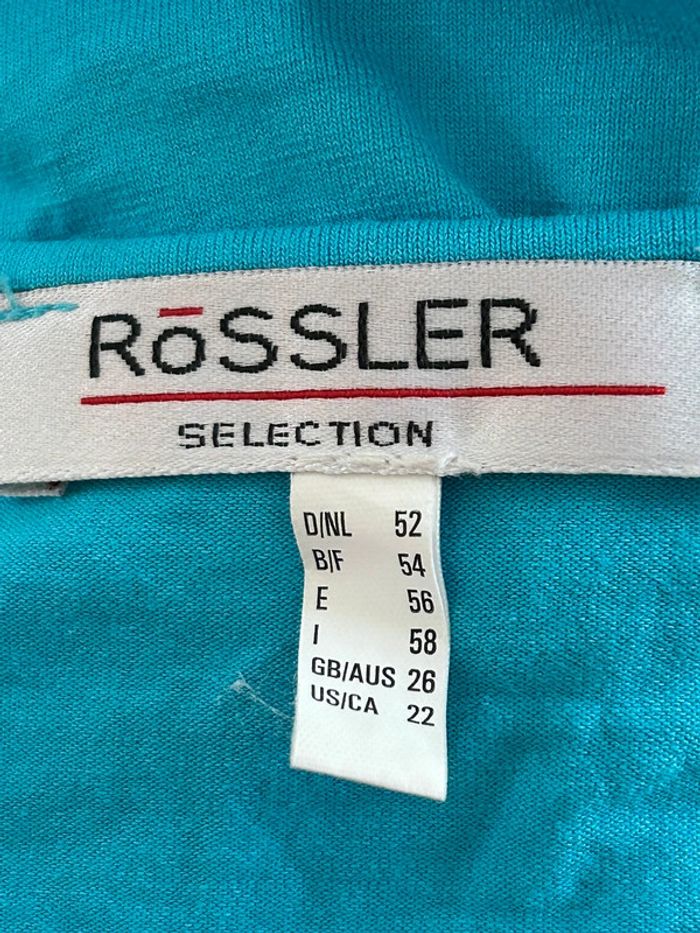 RōSSLER
SELECTION
D/NL 52
B/F 54
E 56
I 58
GB/AUS 26
US/CA 22